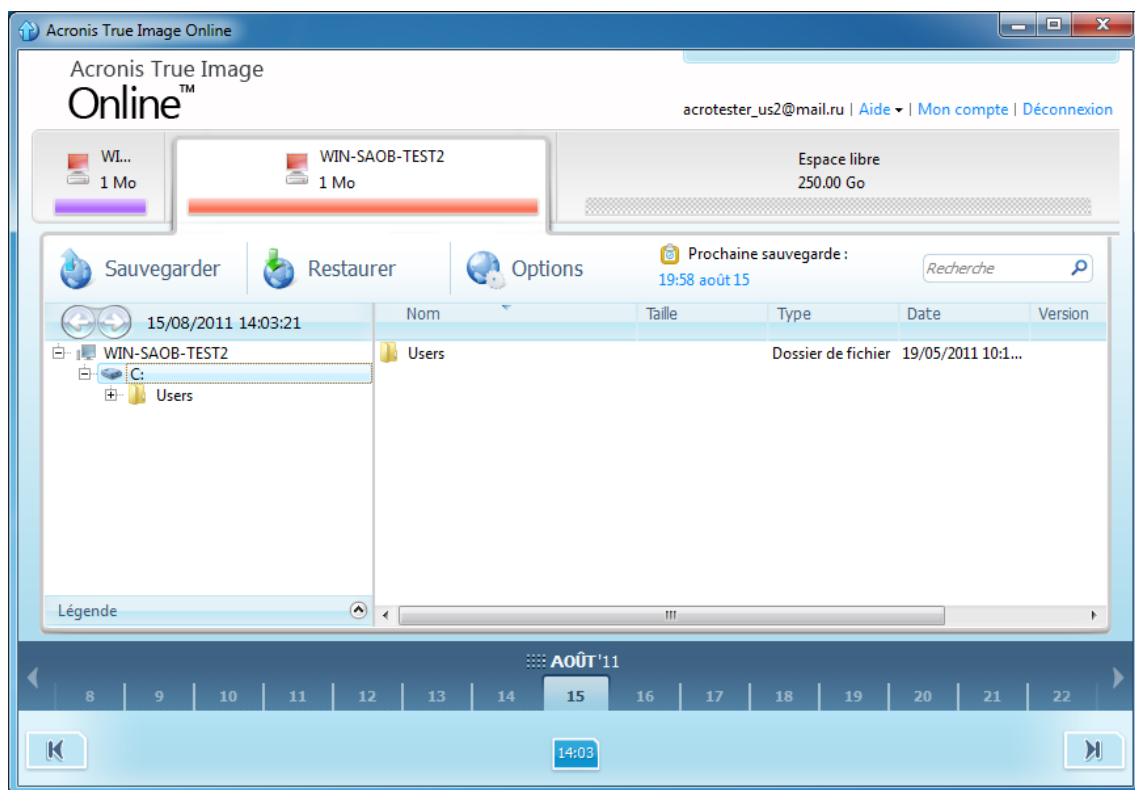 Acronis True Image Online
Acronis True Image
Online™
acrotester_us2@mail.ru | Aide | Mon compte | Déconnexion
WI...
1 Mo
WIN-SAOB-TEST2
1 Mo
Espace libre
250.00 Go
Sauvegarder
Restaurer
Options
Prochaine sauvegarde :
19:58 août 15
Recherche
15/08/2011 14:03:21
Nom Taille Type Date Version
WIN-SAOB-TEST2
C:
Users
Users Dossier de fichier 19/05/2011 10:1...
Légende
AOÛT'11
8 9 10 11 12 13 14 15 16 17 18 19 20 21 22
14:03